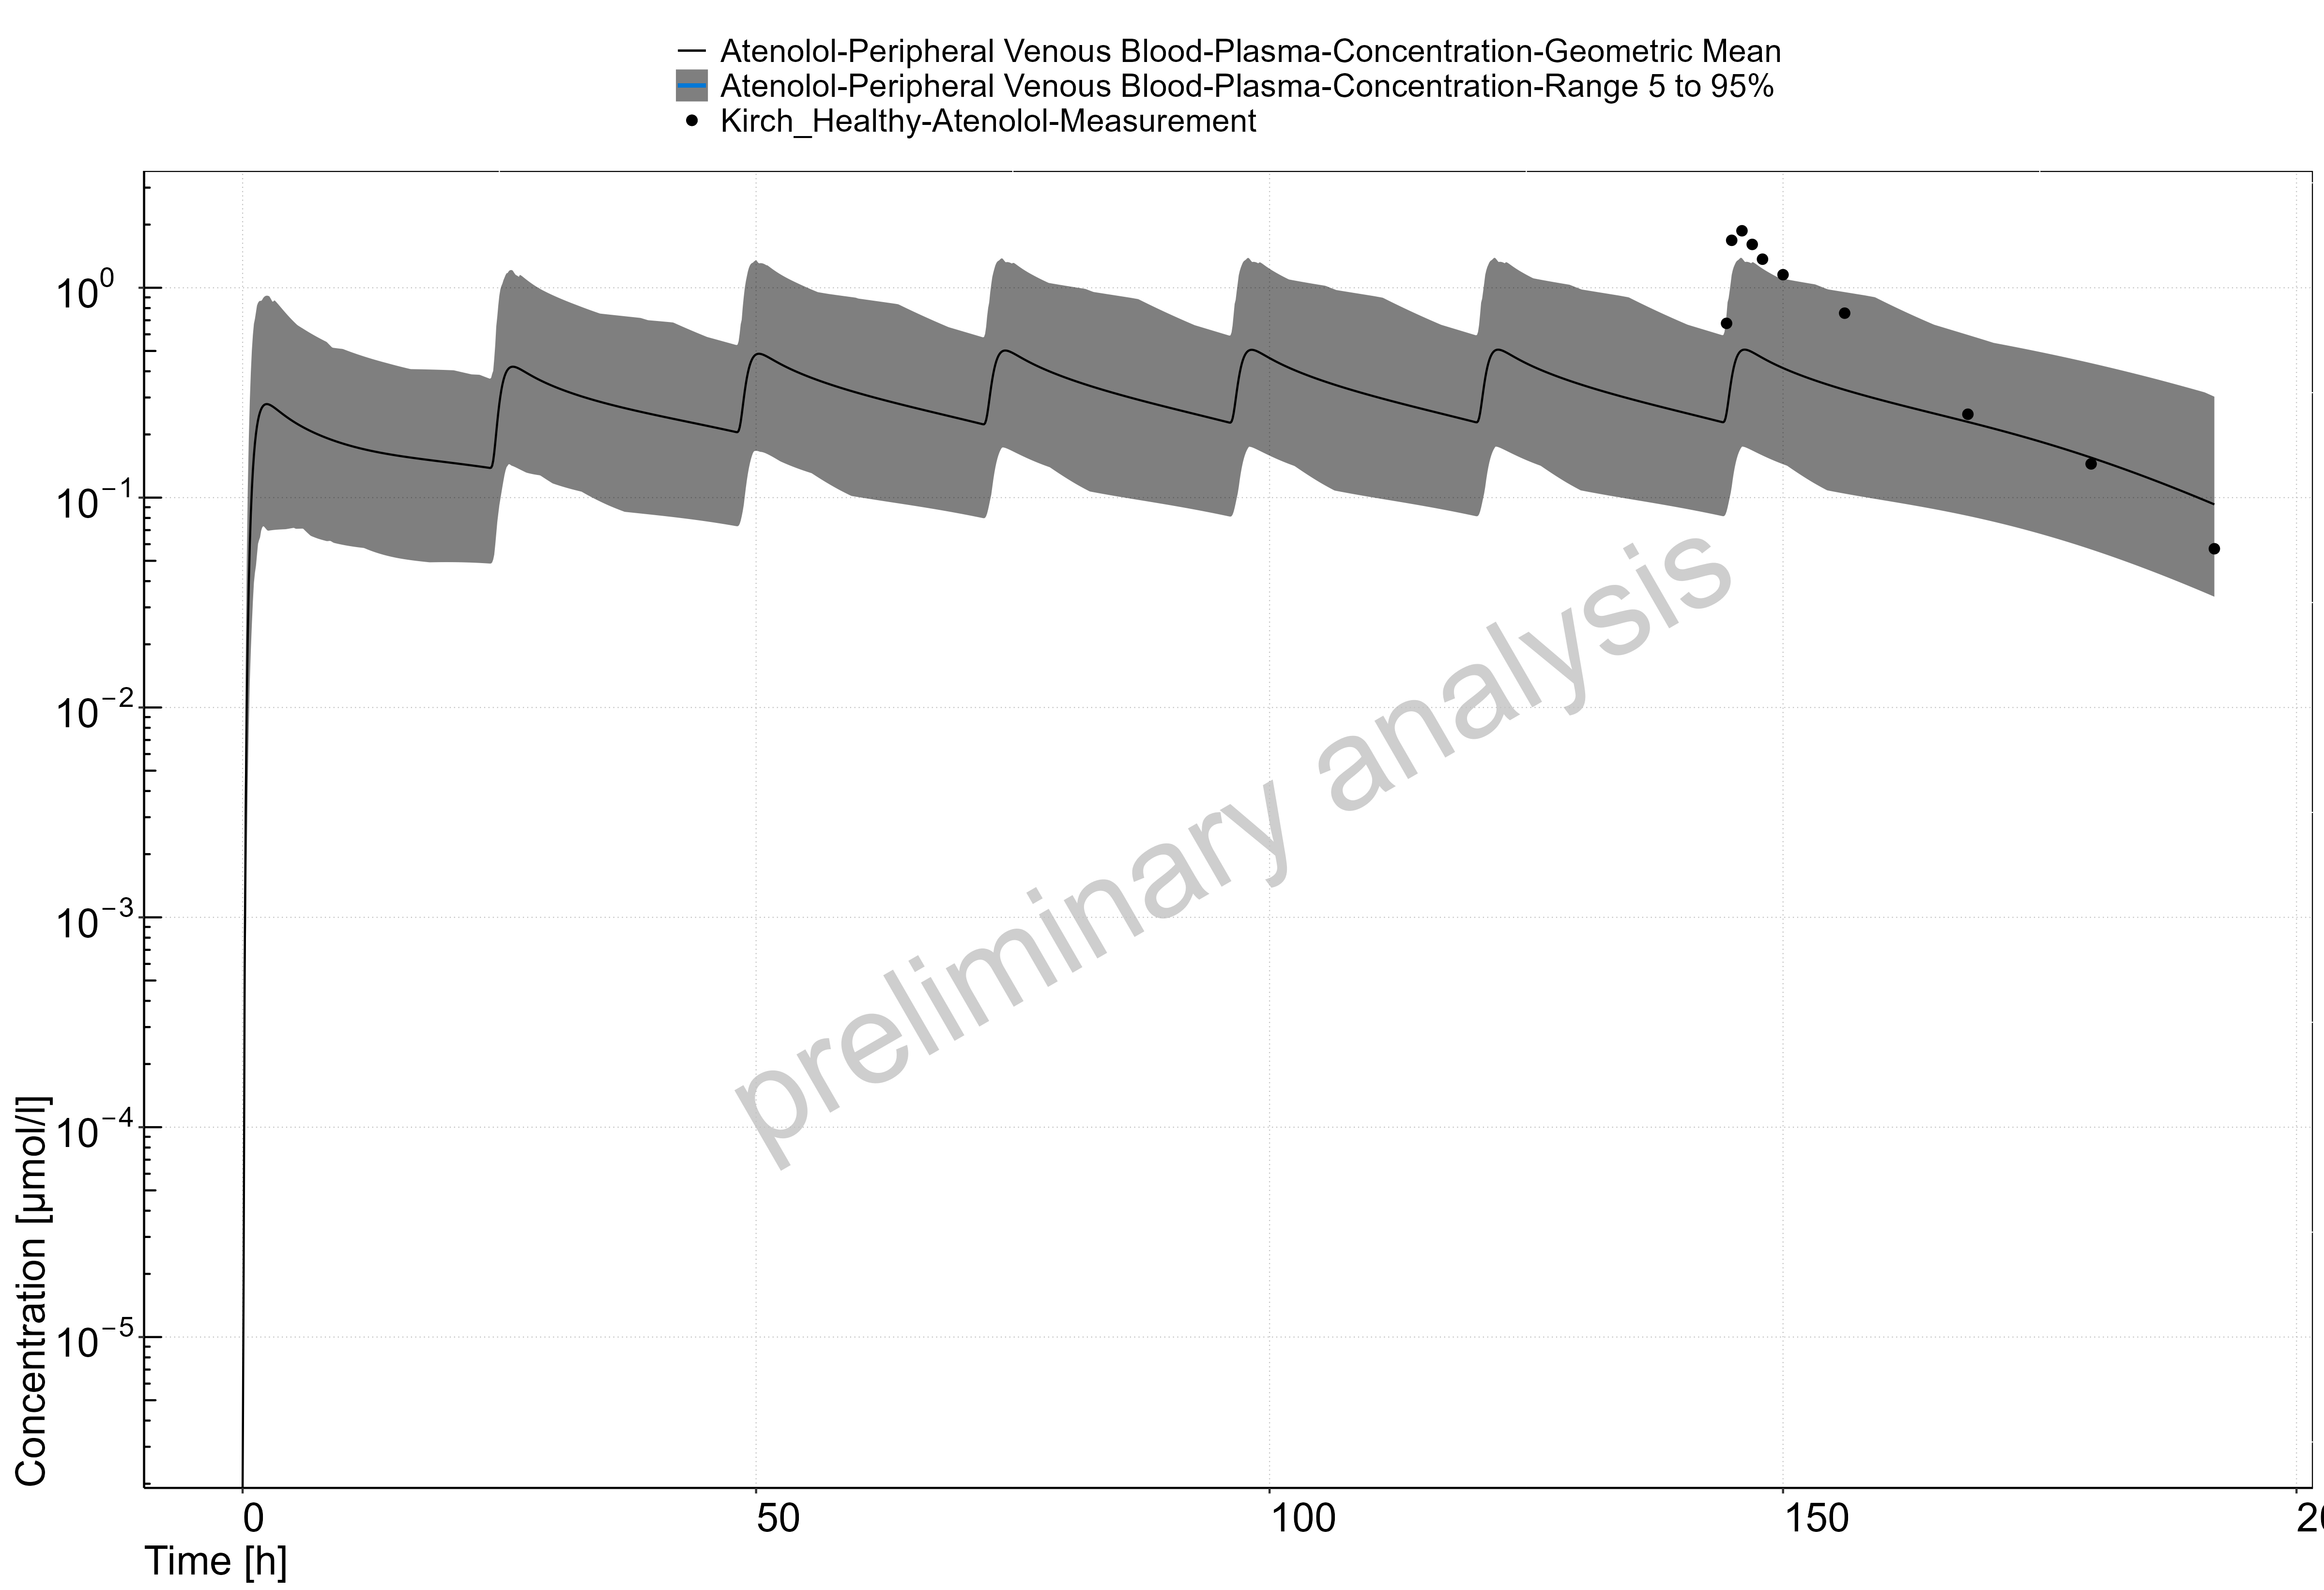 Atenolol-Peripheral Venous Blood-Plasma-Concentration-Geometric Mean
Atenolol-Peripheral Venous Blood-Plasma-Concentration-Range 5 to 95%
Kirch_Healthy-Atenolol-Measurement
10⁰
10⁻¹
10⁻²
10⁻³
10⁻⁴
10⁻⁵
Concentration [µmol/l]
preliminary analysis
0 50 100 150 20
Time [h]